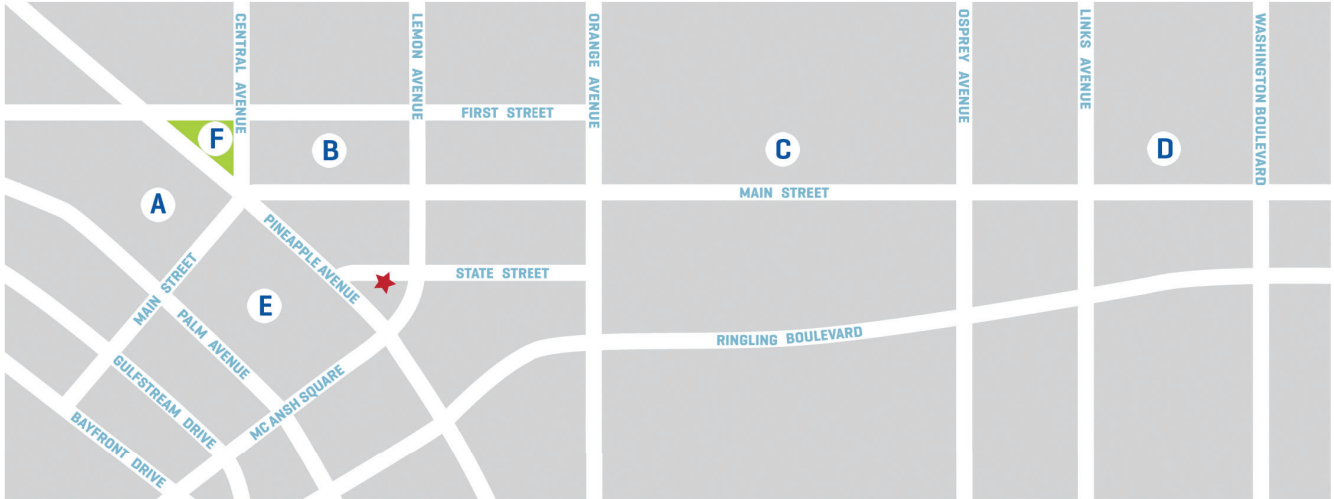 CENTRAL AVENUE
LEMON AVENUE
ORANGE AVENUE
OSPREY AVENUE
LINKS AVENUE
WASHINGTON BOULEVARD
FIRST STREET
F
B
C
D
A
MAIN STREET
PINEAPPLE AVENUE
STATE STREET
MAIN STREET
E
PALM AVENUE
RINGLING BOULEVARD
GULFSTREAM DRIVE
MC ANSH SQUARE
BAYFRONT DRIVE